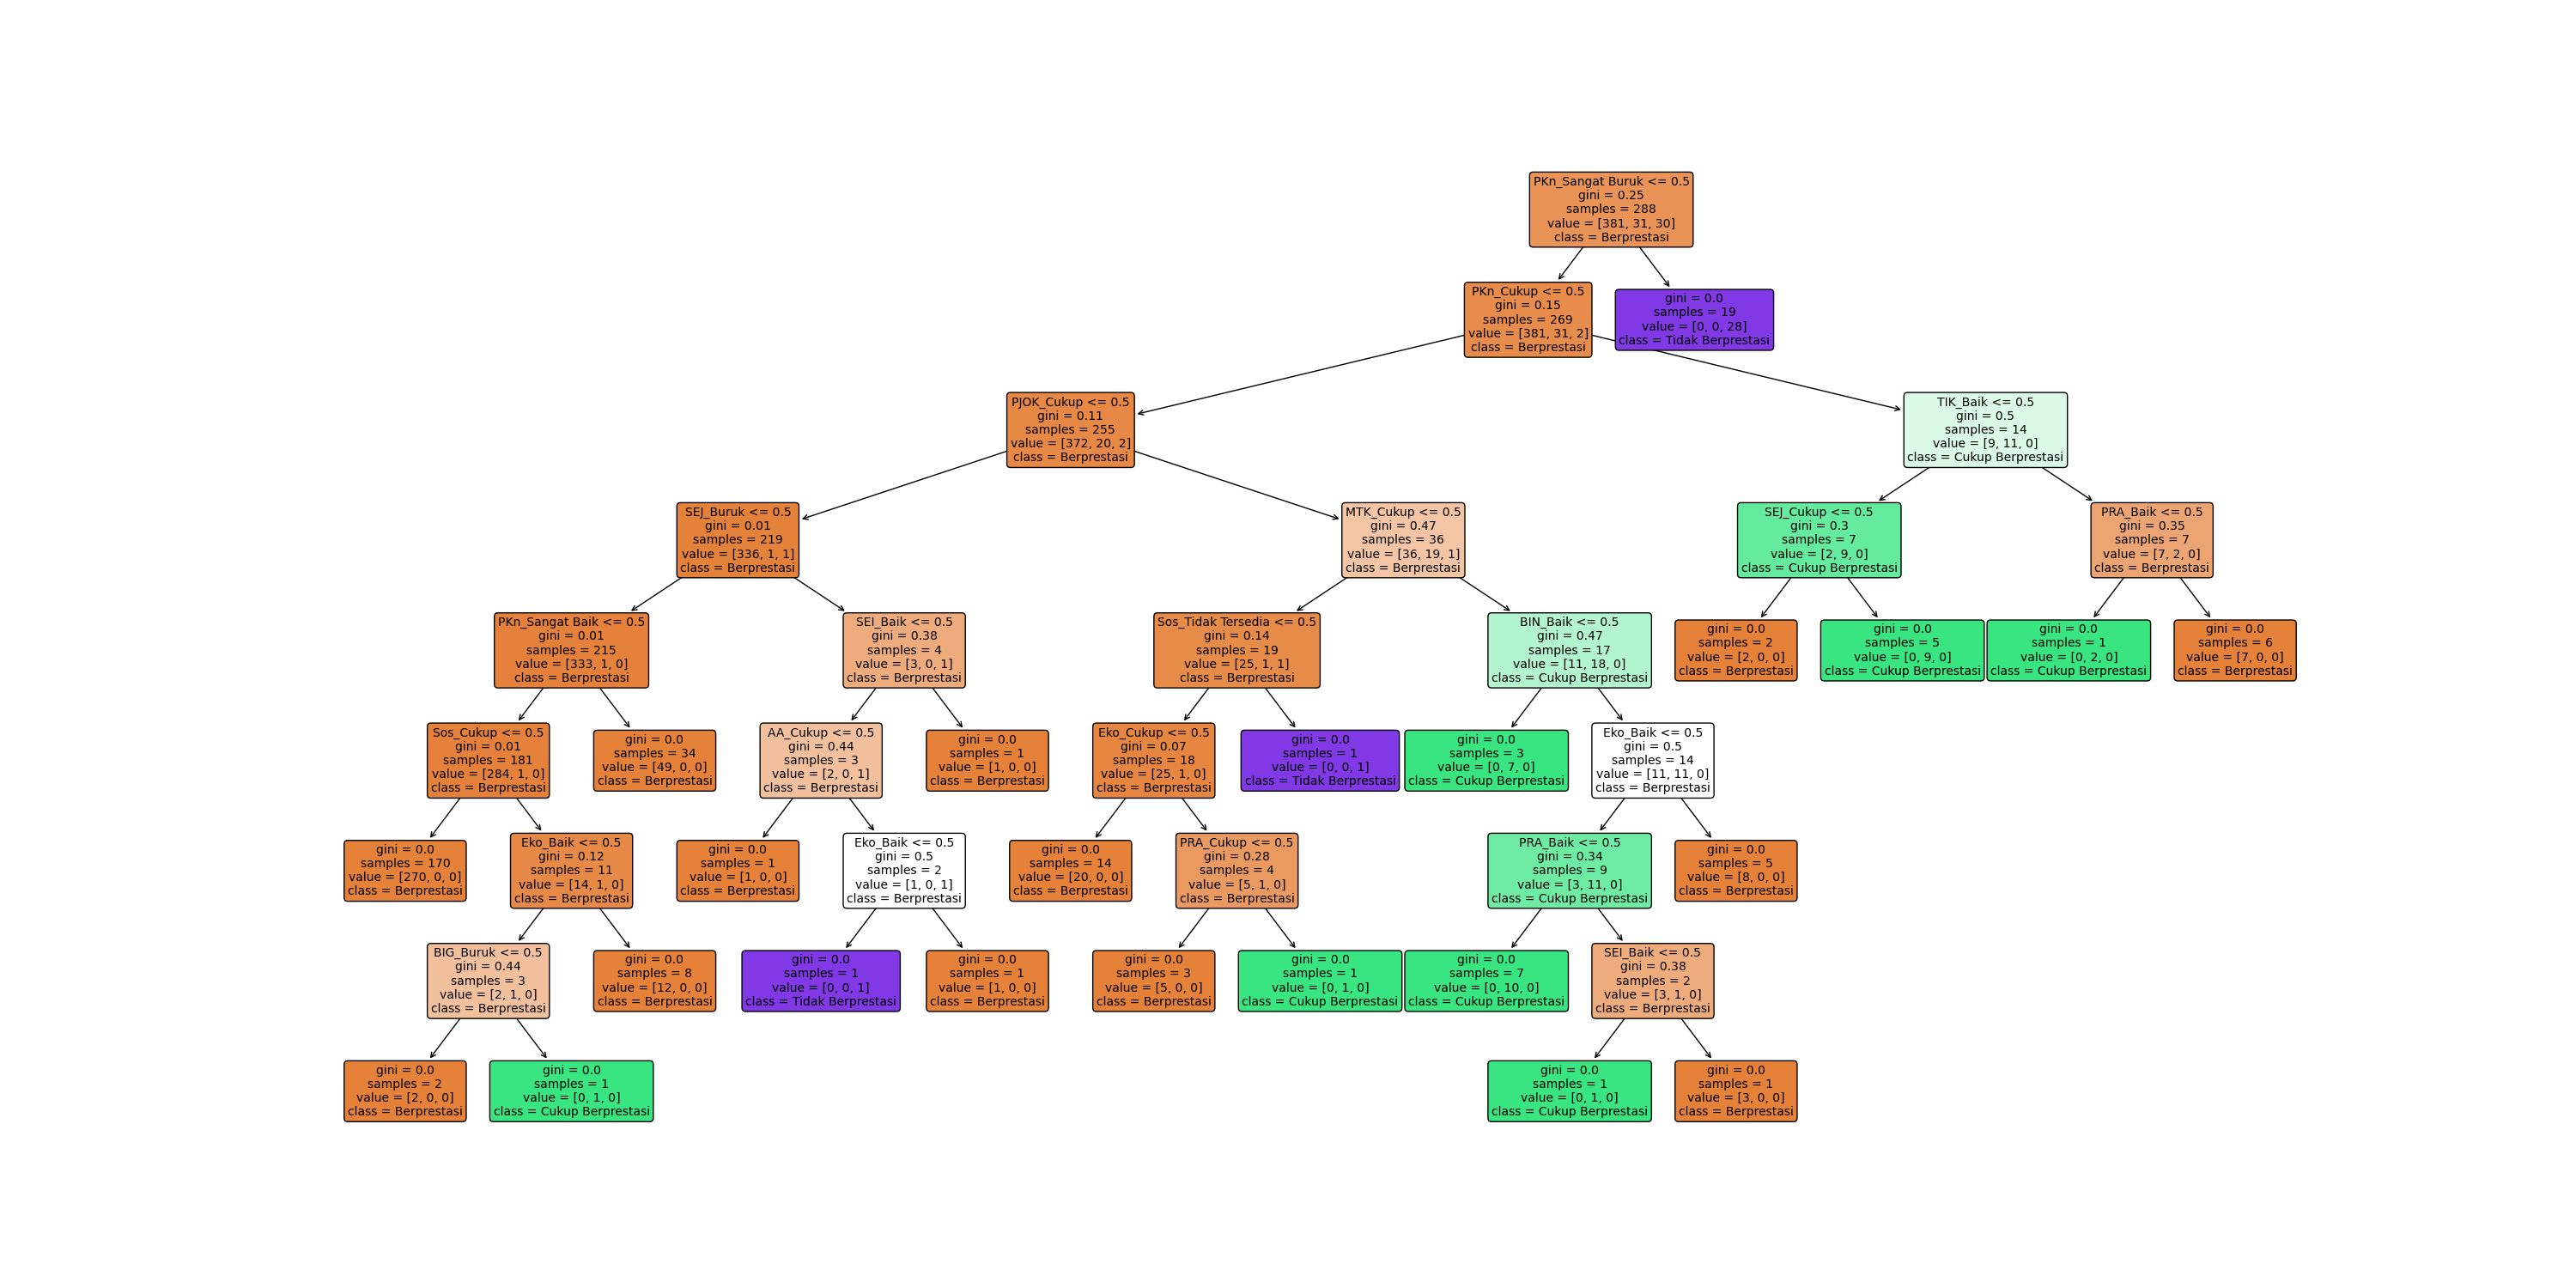 PKn_Sangat Buruk <= 0.5
gini = 0.25
samples = 288
value = [381, 31, 30]
class = Berprestasi
PKn_Cukup <= 0.5
gini = 0.15
samples = 269
value = [381, 31, 2]
class = Berprestasi
gini = 0.0
samples = 19
value = [0, 0, 28]
class = Tidak Berprestasi
PJOK_Cukup <= 0.5
gini = 0.11
samples = 255
value = [372, 20, 2]
class = Berprestasi
TIK_Baik <= 0.5
gini = 0.5
samples = 14
value = [9, 11, 0]
class = Cukup Berprestasi
SEJ_Buruk <= 0.5
gini = 0.01
samples = 219
value = [336, 1, 1]
class = Berprestasi
MTK_Cukup <= 0.5
gini = 0.47
samples = 36
value = [36, 19, 1]
class = Berprestasi
SEJ_Cukup <= 0.5
gini = 0.3
samples = 7
value = [2, 9, 0]
class = Cukup Berprestasi
PRA_Baik <= 0.5
gini = 0.35
samples = 7
value = [7, 2, 0]
class = Berprestasi
PKn_Sangat Baik <= 0.5
gini = 0.01
samples = 215
value = [333, 1, 0]
class = Berprestasi
SEI_Baik <= 0.5
gini = 0.38
samples = 4
value = [3, 0, 1]
class = Berprestasi
Sos_Tidak Tersedia <= 0.5
gini = 0.14
samples = 19
value = [25, 1, 1]
class = Berprestasi
BIN_Baik <= 0.5
gini = 0.47
samples = 17
value = [11, 18, 0]
class = Cukup Berprestasi
gini = 0.0
samples = 2
value = [2, 0, 0]
class = Berprestasi
gini = 0.0
samples = 5
value = [0, 9, 0]
class = Cukup Berprestasi
gini = 0.0
samples = 1
value = [0, 2, 0]
class = Cukup Berprestasi
gini = 0.0
samples = 6
value = [7, 0, 0]
class = Berprestasi
Sos_Cukup <= 0.5
gini = 0.01
samples = 181
value = [284, 1, 0]
class = Berprestasi
gini = 0.0
samples = 34
value = [49, 0, 0]
class = Berprestasi
AA_Cukup <= 0.5
gini = 0.44
samples = 3
value = [2, 0, 1]
class = Berprestasi
gini = 0.0
samples = 1
value = [1, 0, 0]
class = Berprestasi
Eko_Cukup <= 0.5
gini = 0.07
samples = 18
value = [25, 1, 0]
class = Berprestasi
gini = 0.0
samples = 1
value = [0, 0, 1]
class = Tidak Berprestasi
gini = 0.0
samples = 3
value = [0, 7, 0]
class = Cukup Berprestasi
Eko_Baik <= 0.5
gini = 0.5
samples = 14
value = [11, 11, 0]
class = Berprestasi
gini = 0.0
samples = 170
value = [270, 0, 0]
class = Berprestasi
Eko_Baik <= 0.5
gini = 0.12
samples = 11
value = [14, 1, 0]
class = Berprestasi
gini = 0.0
samples = 1
value = [1, 0, 0]
class = Berprestasi
Eko_Baik <= 0.5
gini = 0.5
samples = 2
value = [1, 0, 1]
class = Berprestasi
gini = 0.0
samples = 14
value = [20, 0, 0]
class = Berprestasi
PRA_Cukup <= 0.5
gini = 0.28
samples = 4
value = [5, 1, 0]
class = Berprestasi
PRA_Baik <= 0.5
gini = 0.34
samples = 9
value = [3, 11, 0]
class = Cukup Berprestasi
gini = 0.0
samples = 5
value = [8, 0, 0]
class = Berprestasi
BIG_Buruk <= 0.5
gini = 0.44
samples = 3
value = [2, 1, 0]
class = Berprestasi
gini = 0.0
samples = 8
value = [12, 0, 0]
class = Berprestasi
gini = 0.0
samples = 1
value = [0, 0, 1]
class = Tidak Berprestasi
gini = 0.0
samples = 1
value = [1, 0, 0]
class = Berprestasi
gini = 0.0
samples = 3
value = [5, 0, 0]
class = Berprestasi
gini = 0.0
samples = 1
value = [0, 1, 0]
class = Cukup Berprestasi
gini = 0.0
samples = 7
value = [0, 10, 0]
class = Cukup Berprestasi
SEI_Baik <= 0.5
gini = 0.38
samples = 2
value = [3, 1, 0]
class = Berprestasi
gini = 0.0
samples = 2
value = [2, 0, 0]
class = Berprestasi
gini = 0.0
samples = 1
value = [0, 1, 0]
class = Cukup Berprestasi
gini = 0.0
samples = 1
value = [0, 1, 0]
class = Cukup Berprestasi
gini = 0.0
samples = 1
value = [3, 0, 0]
class = Berprestasi